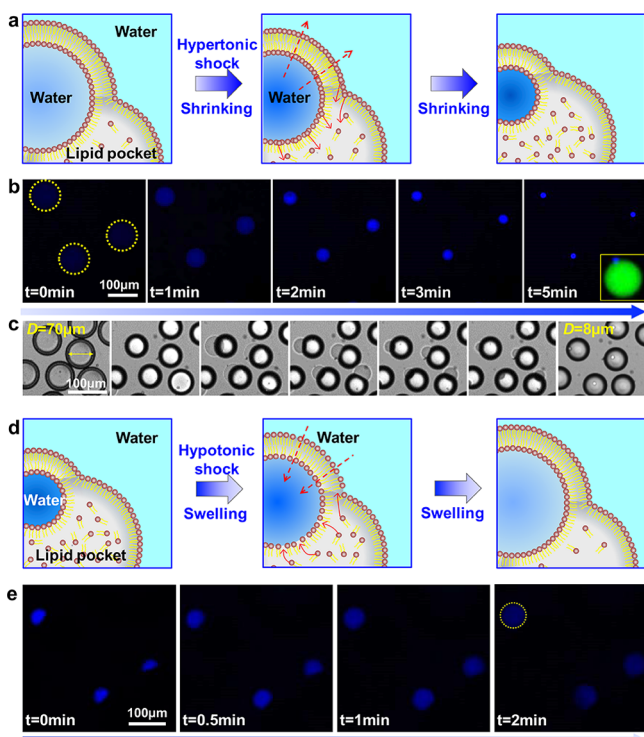 a
Water
Hypertonic
shock
Water
Shrinking
Water
Shrinking
Lipid pocket
b
t=0min
100μm
t=1min
t=2min
t=3min
t=5min
c
D=70μm
D=8μm
100μm
d
Water
Hypotonic
shock
Water
Water
Swelling
Swelling
Lipid pocket
e
t=0min
100μm
t=0.5min
t=1min
t=2min